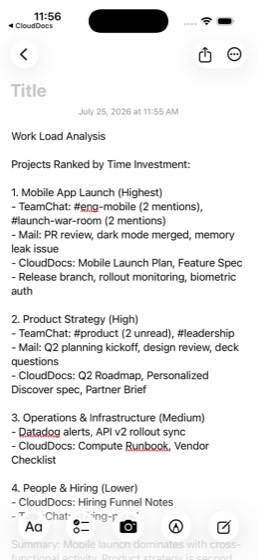 11:56
CloudDocs
Title
July 25, 2026 at 11:55 AM
Work Load Analysis
Projects Ranked by Time Investment:
1. Mobile App Launch (Highest)
- TeamChat: #eng-mobile (2 mentions),
#launch-war-room (2 mentions)
- Mail: PR review, dark mode merged, memory
leak issue
- CloudDocs: Mobile Launch Plan, Feature Spec
- Release branch, rollout monitoring, biometric
auth
2. Product Strategy (High)
- TeamChat: #product (2 unread), #leadership
- Mail: Q2 planning kickoff, design review, deck
questions
- CloudDocs: Q2 Roadmap, Personalized
Discover spec, Partner Brief
3. Operations & Infrastructure (Medium)
- Datadog alerts, API v2 rollout sync
- CloudDocs: Compute Runbook, Vendor
Checklist
4. People & Hiring (Lower)
- CloudDocs: Hiring Funnel Notes
Aa
Summary: Mobile launch dominates with cross-
functional activity. Product strategy is second